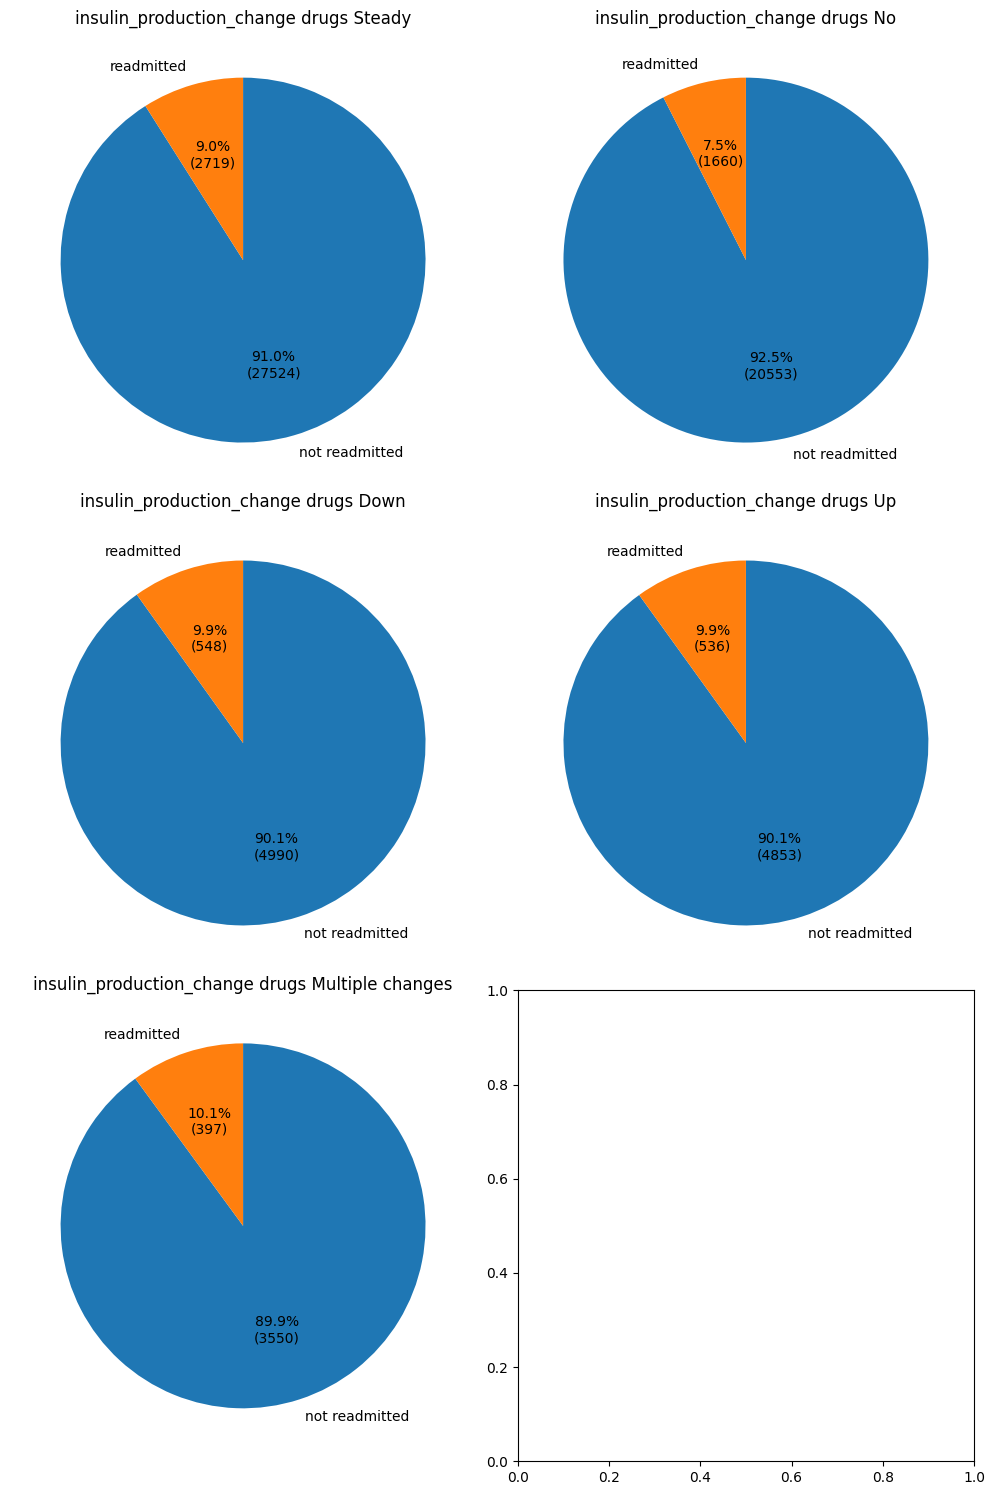 insulin_production_change drugs Steady
readmitted
9.0%
(2719)
91.0%
(27524)
not readmitted
insulin_production_change drugs No
readmitted
7.5%
(1660)
92.5%
(20553)
not readmitted
insulin_production_change drugs Down
readmitted
9.9%
(548)
90.1%
(4990)
not readmitted
insulin_production_change drugs Up
readmitted
9.9%
(536)
90.1%
(4853)
not readmitted
insulin_production_change drugs Multiple changes
readmitted
10.1%
(397)
89.9%
(3550)
not readmitted
1.0
0.8
0.6
0.4
0.2
0.0
0.0 0.2 0.4 0.6 0.8 1.0